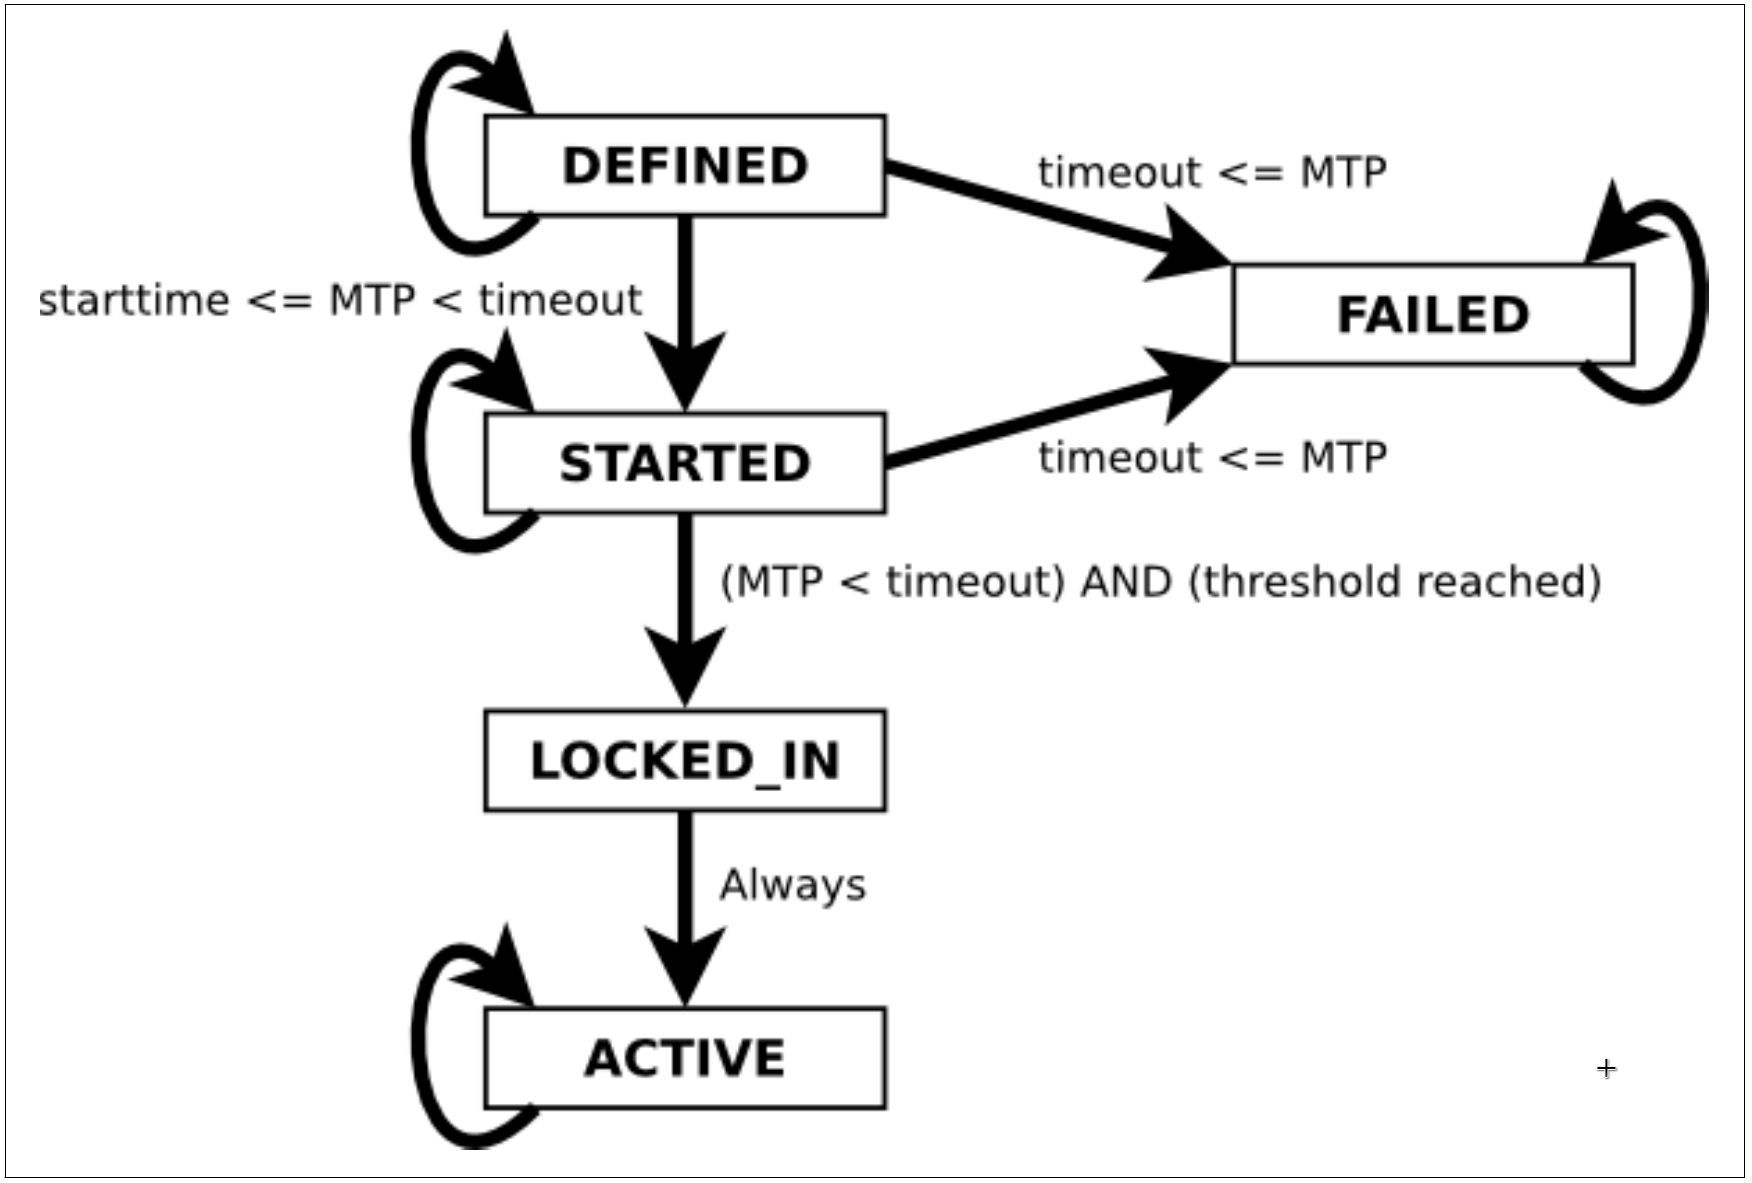 DEFINED
timeout <= MTP
starttime <= MTP < timeout
FAILED
STARTED
timeout <= MTP
(MTP < timeout) AND (threshold reached)
LOCKED_IN
Always
ACTIVE